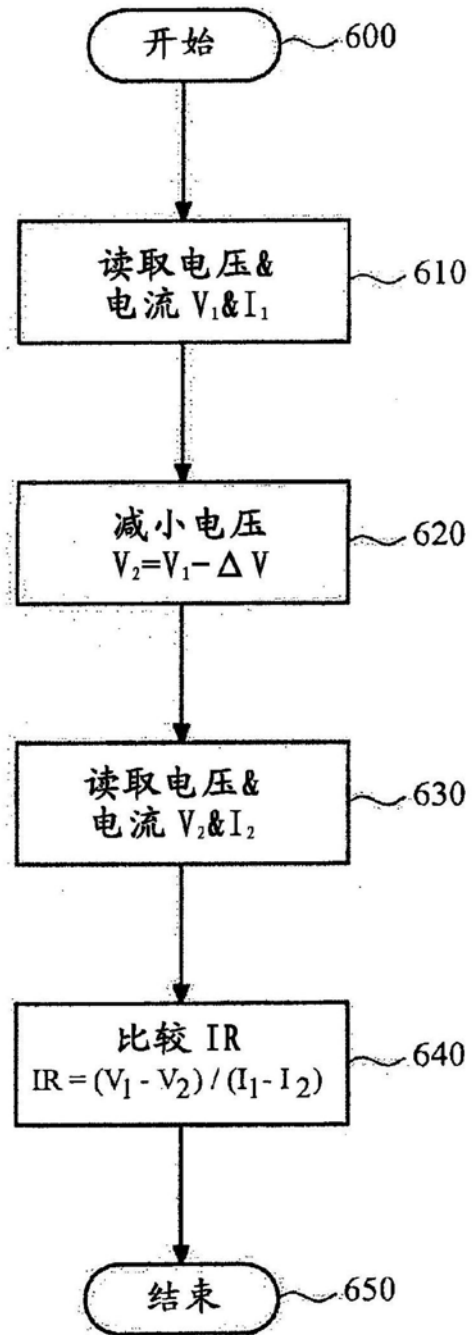 开始
600
读取电压&
电流 V₁&I₁
610
减小电压
V₂=V₁-ΔV
620
读取电压&
电流 V₂&I₂
630
比较 IR
IR = (V₁ - V₂) / (I₁ - I₂)
640
结束
650